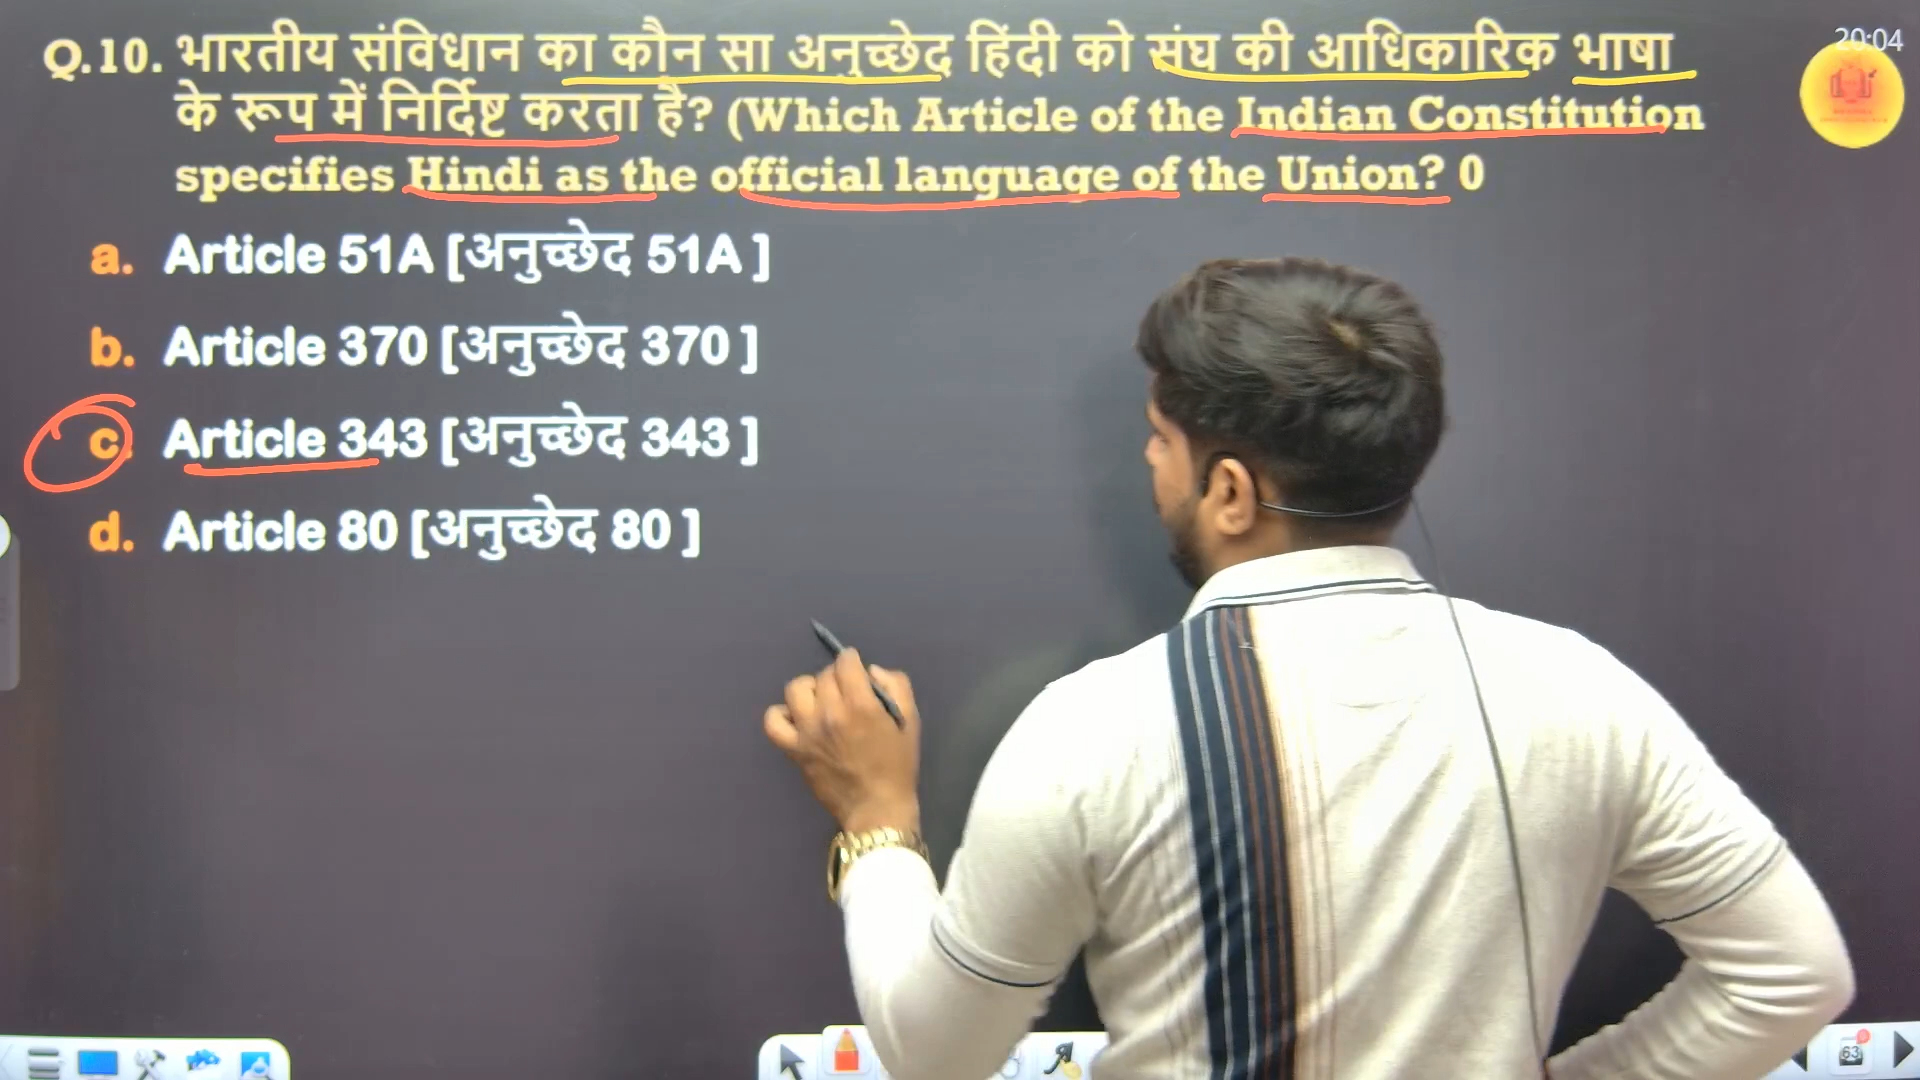 20:04
Q.10. भारतीय संविधान का कौन सा अनुच्छेद हिंदी को संघ की आधिकारिक भाषा
के रूप में निर्दिष्ट करता है? (Which Article of the Indian Constitution
specifies Hindi as the official language of the Union? 0
a. Article 51A [अनुच्छेद 51A ]
b. Article 370 [अनुच्छेद 370 ]
c. Article 343 [अनुच्छेद 343 ]
d. Article 80 [अनुच्छेद 80 ]
63